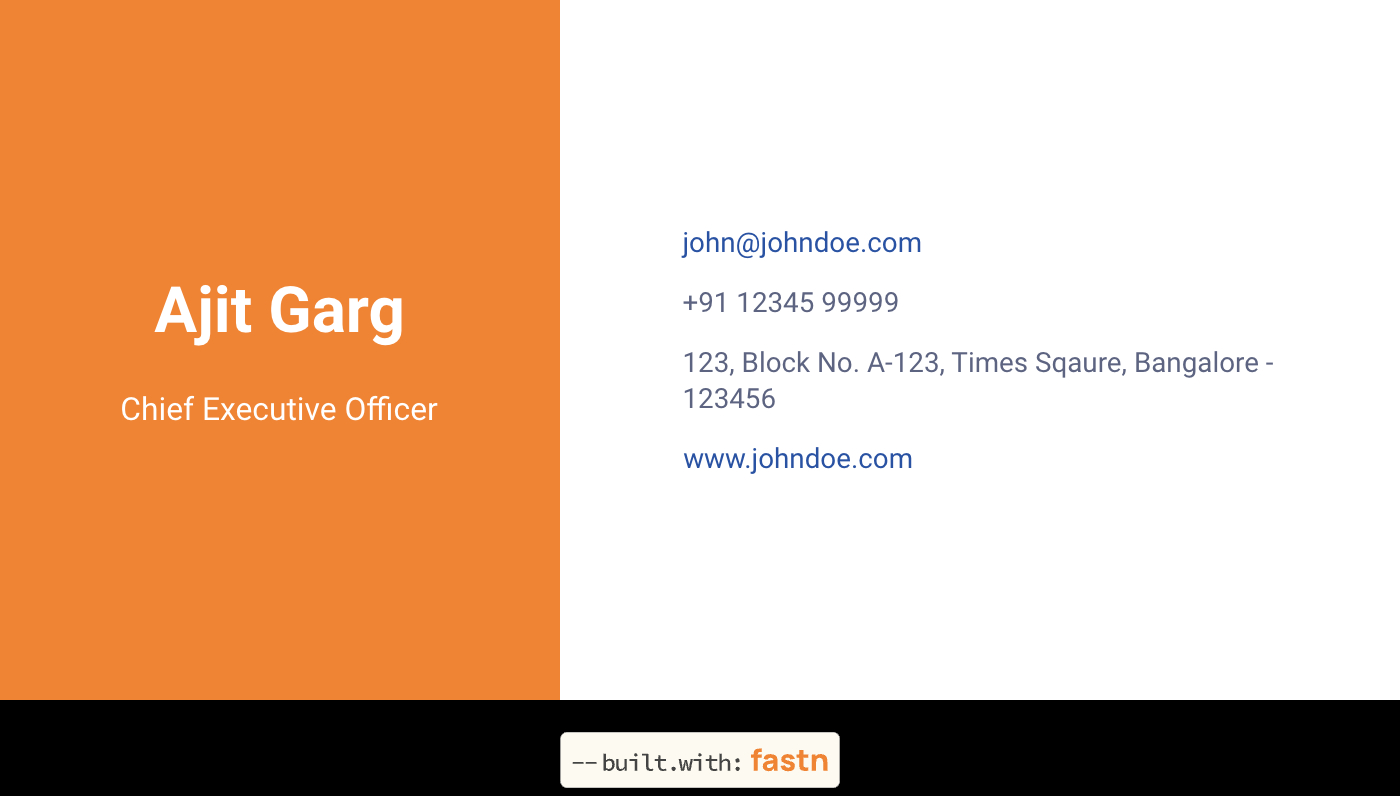 Ajit Garg
Chief Executive Officer
john@johndoe.com
+91 12345 99999
123, Block No. A-123, Times Sqaure, Bangalore -
123456
www.johndoe.com
-- built.with: fastn